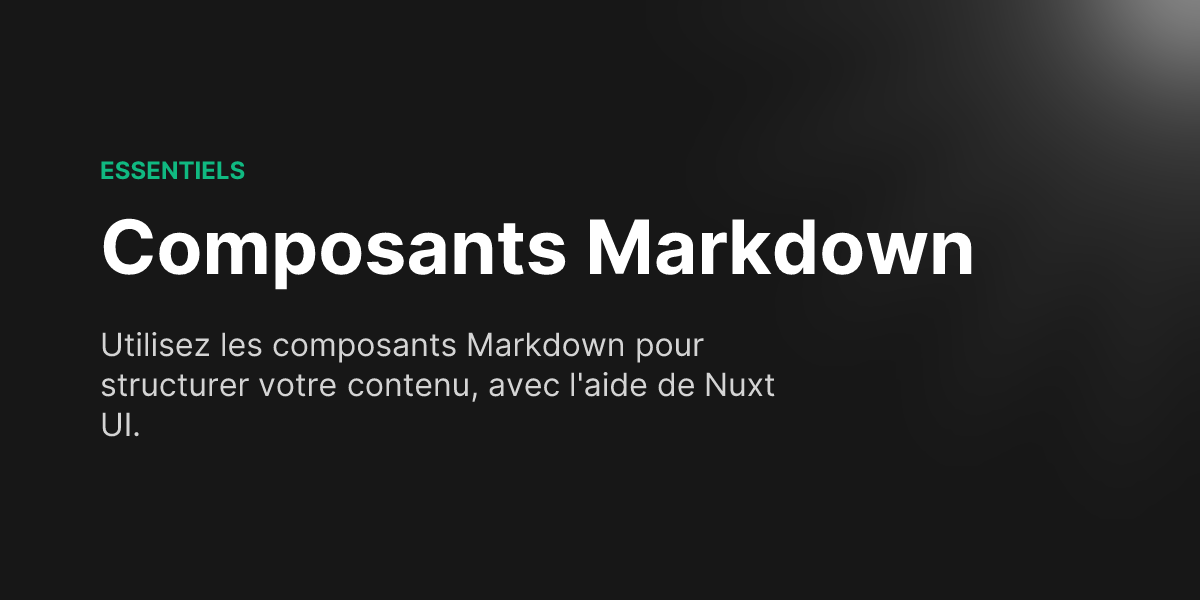 ESSENTIELS
Composants Markdown
Utilisez les composants Markdown pour
structurer votre contenu, avec l'aide de Nuxt
UI.